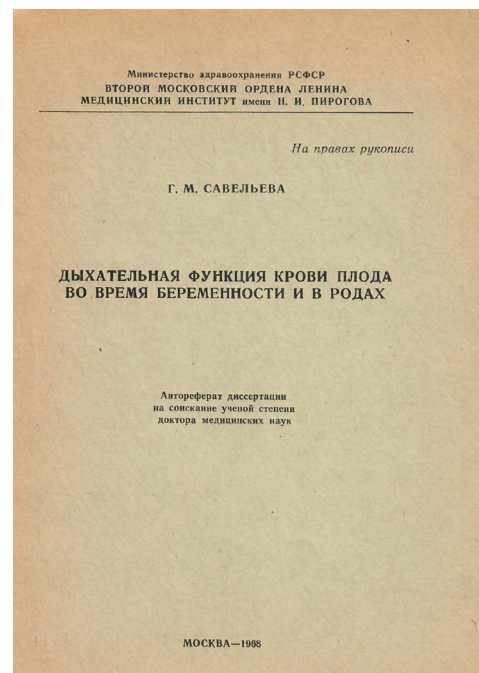 Министерство здравоохранения РСФСР
ВТОРОЙ МОСКОВСКИЙ ОРДЕНА ЛЕНИНА
МЕДИЦИНСКИЙ ИНСТИТУТ имени Н. И. ПИРОГОВА
На правах рукописи
Г. М. САВЕЛЬЕВА
ДЫХАТЕЛЬНАЯ ФУНКЦИЯ КРОВИ ПЛОДА
ВО ВРЕМЯ БЕРЕМЕННОСТИ И В РОДАХ
Автореферат диссертации
на соискание ученой степени
доктора медицинских наук
МОСКВА—1968